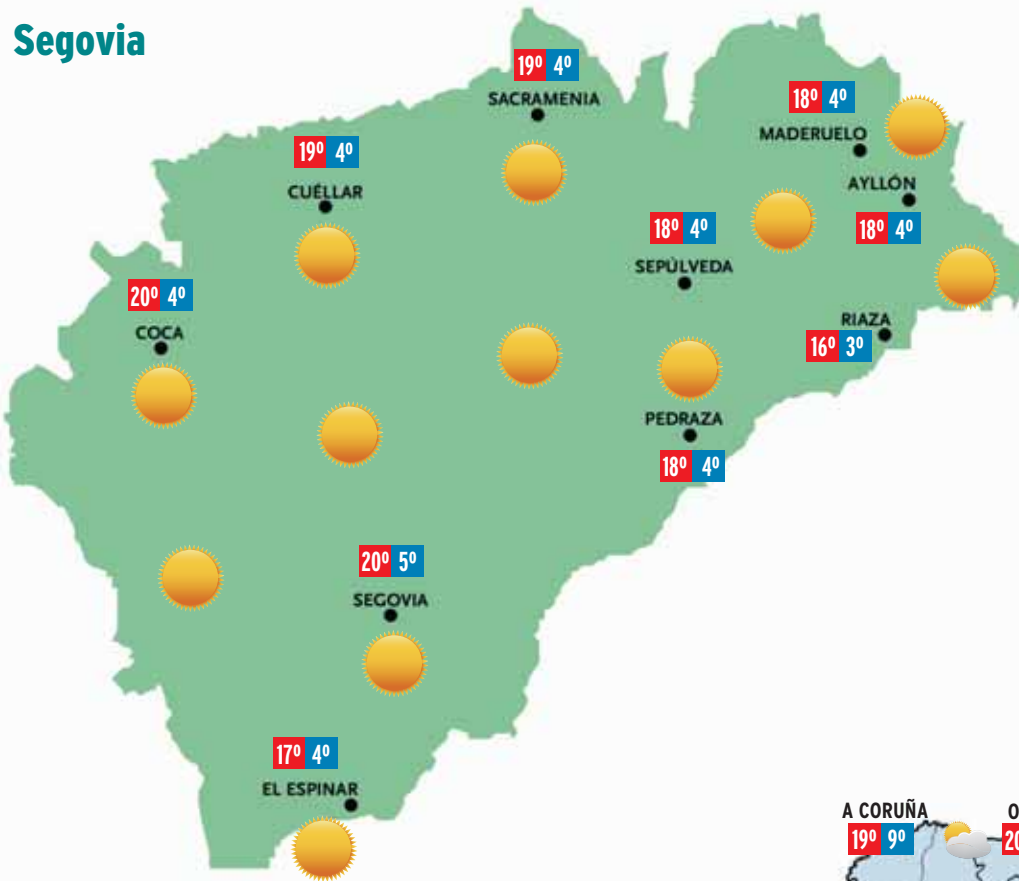 Segovia
19º 4º
SACRAMENIA
18º 4º
MADERUELO
19º 4º
CUÉLLAR
AYLLÓN
18º 4º
18º 4º
SEPÚLVEDA
20º 4º
COCA
RIAZA
16º 3º
PEDRAZA
18º 4º
20º 5º
SEGOVIA
17º 4º
EL ESPINAR
A CORUÑA
19º 9º